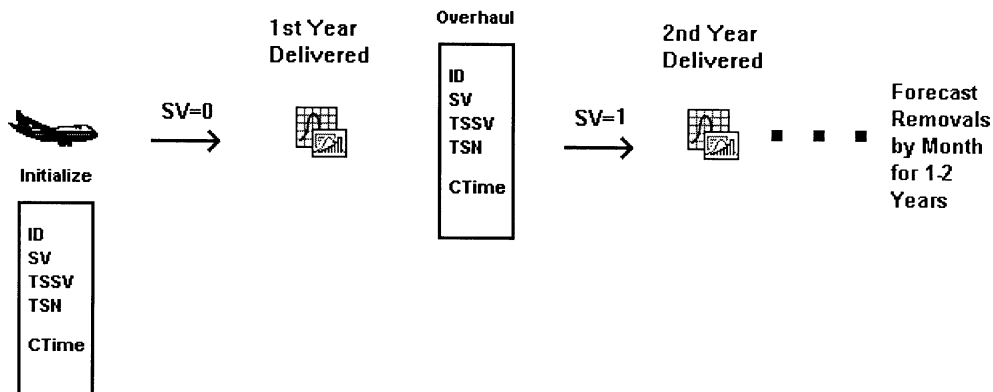 Initialize
ID
SV
TSSV
TSN
CTime
SV=0
1st Year
Delivered
Overhaul
ID
SV
TSSV
TSN
CTime
SV=1
2nd Year
Delivered
Forecast
Removals
by Month
for 1-2
Years